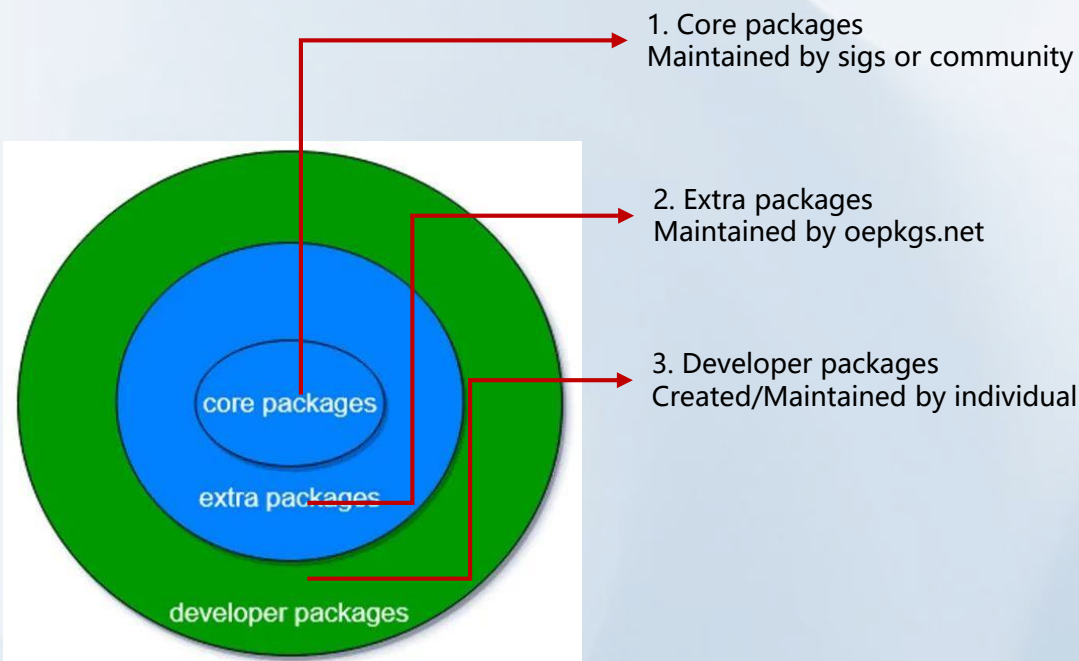 1. Core packages
Maintained by sigs or community
2. Extra packages
Maintained by oepkgs.net
3. Developer packages
Created/Maintained by individual
core packages
extra packages
developer packages